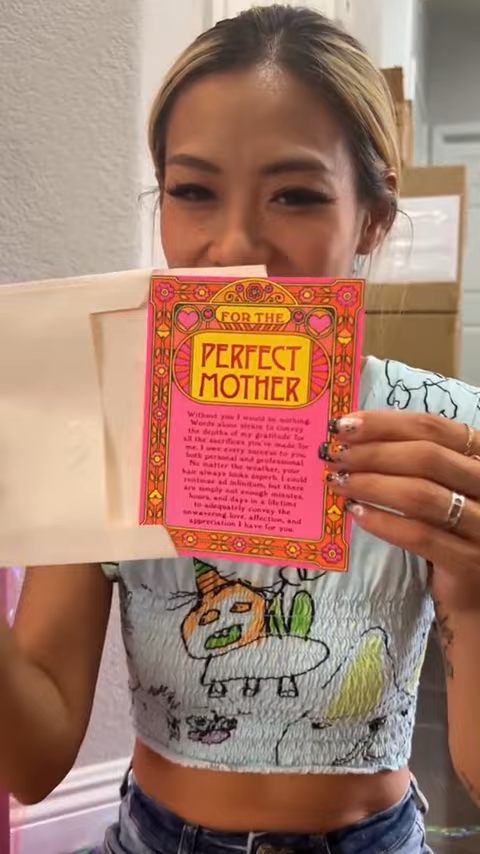 FOR THE
PERFECT
MOTHER
Without you I would be nothing.
Words alone strain to convey
the depths of my gratitude for
all the sacrifices you've made for
me. I owe every success to you,
both personal and professional
No matter the weather, your
hair always looks superb. I could
continue ad infinitum, but there
are simply not enough minutes,
hours, and days in a lifetime
to adequately convey the
unwavering love, affection, and
appreciation I have for you